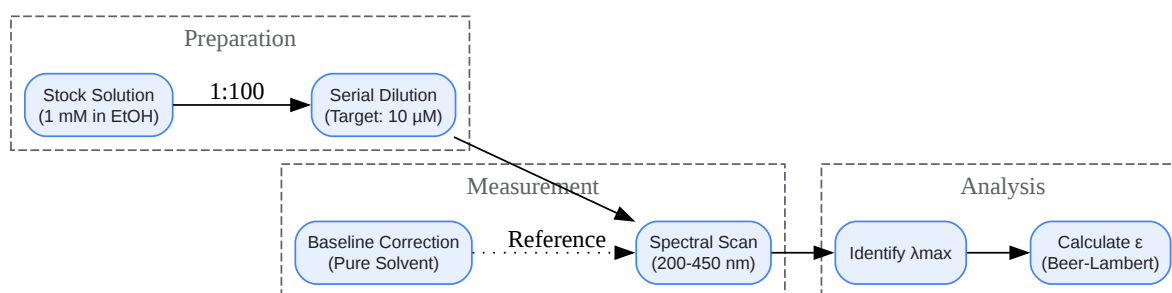 Preparation
Stock Solution
(1 mM in EtOH)
1:100
Serial Dilution
(Target: 10 µM)
Measurement
Baseline Correction
(Pure Solvent)
Reference
Spectral Scan
(200-450 nm)
Analysis
Identify λmax
Calculate ε
(Beer-Lambert)